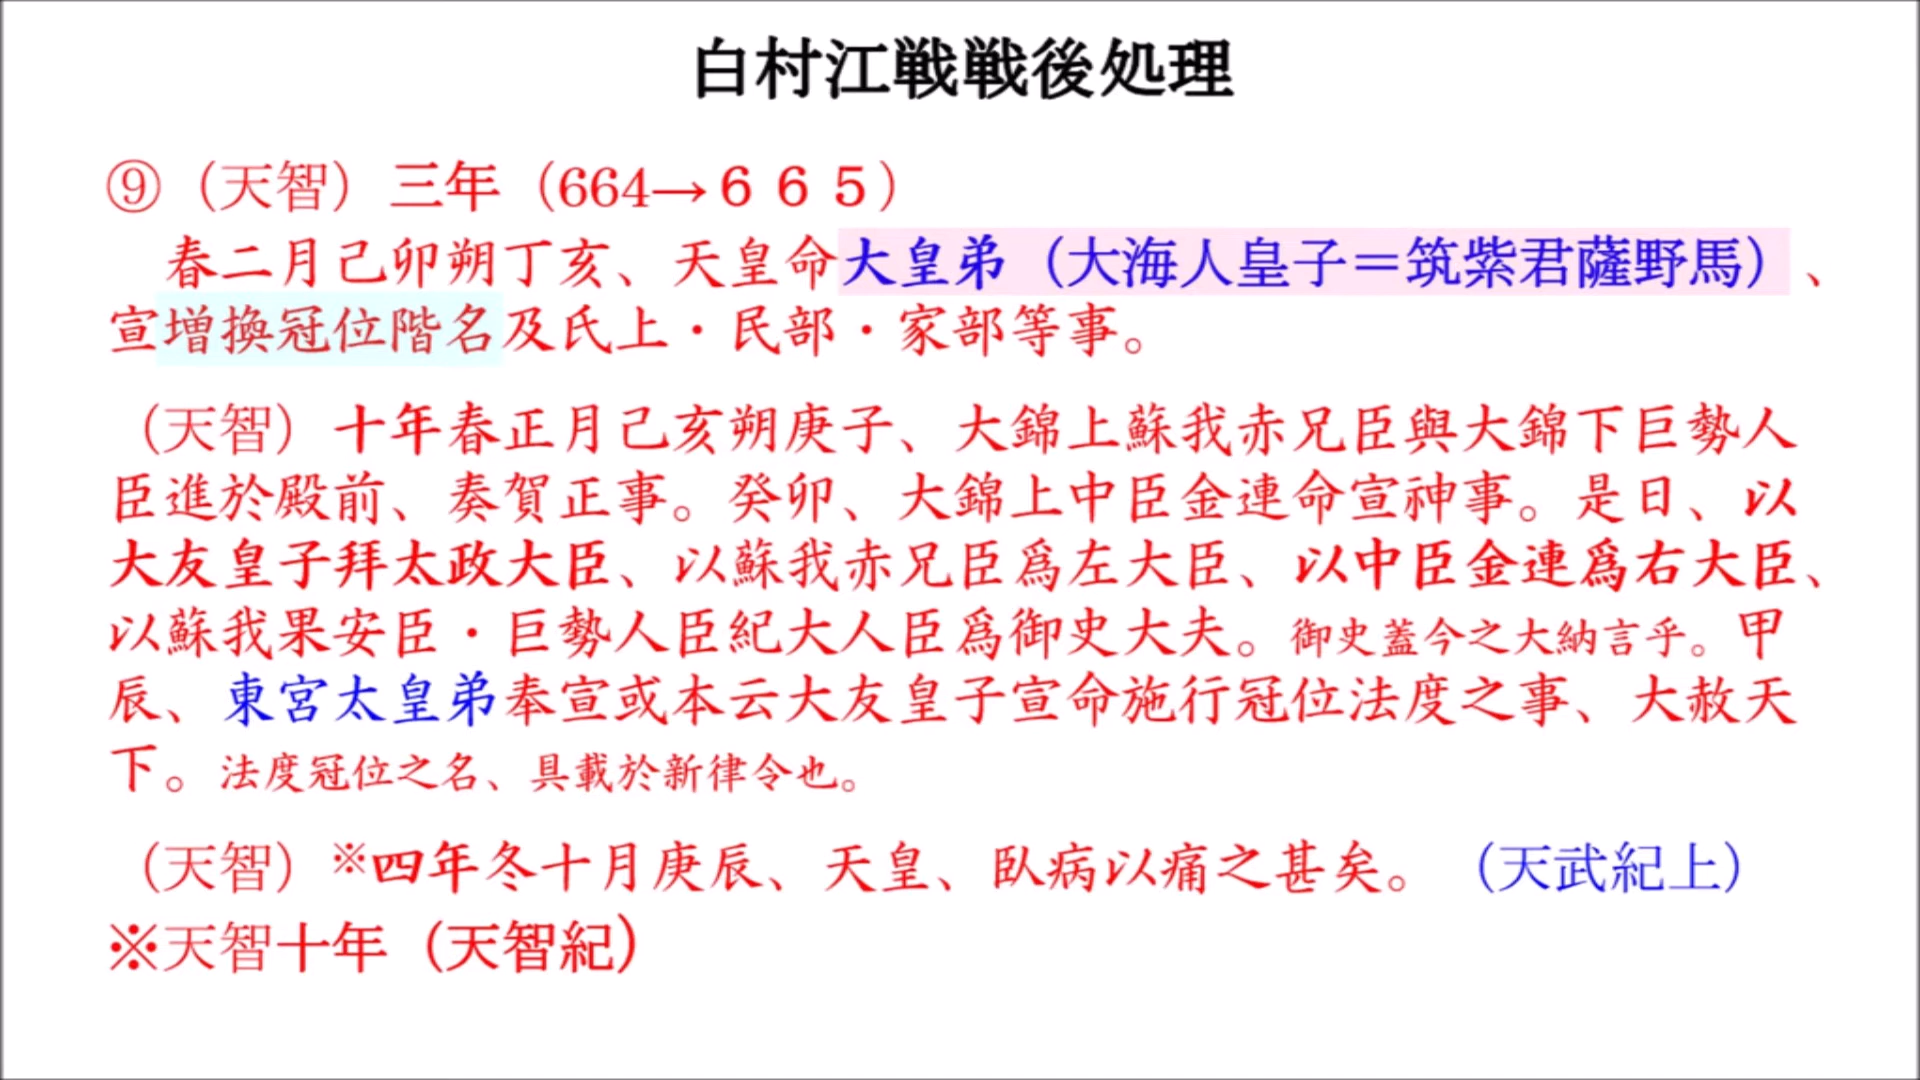 白村江戦戦後処理
⑨（天智）三年（664→６６５）
春二月己卯朔丁亥、天皇命大皇弟（大海人皇子＝筑紫君薩野馬）、
宣増換冠位階名及氏上・民部・家部等事。
（天智）十年春正月己亥朔庚子、大錦上蘇我赤兄臣與大錦下巨勢人
臣進於殿前、奏賀正事。癸卯、大錦上中臣金連命宣神事。是日、以
大友皇子拜太政大臣、以蘇我赤兄臣爲左大臣、以中臣金連爲右大臣、
以蘇我果安臣・巨勢人臣紀大人臣爲御史大夫。御史蓋今之大納言乎。甲
辰、東宮太皇弟奉宣或本云大友皇子宣命施行冠位法度之事、大赦天
下。法度冠位之名、具載於新律令也。
（天智）※四年冬十月庚辰、天皇、臥病以痛之甚矣。（天武紀上）
※天智十年（天智紀）